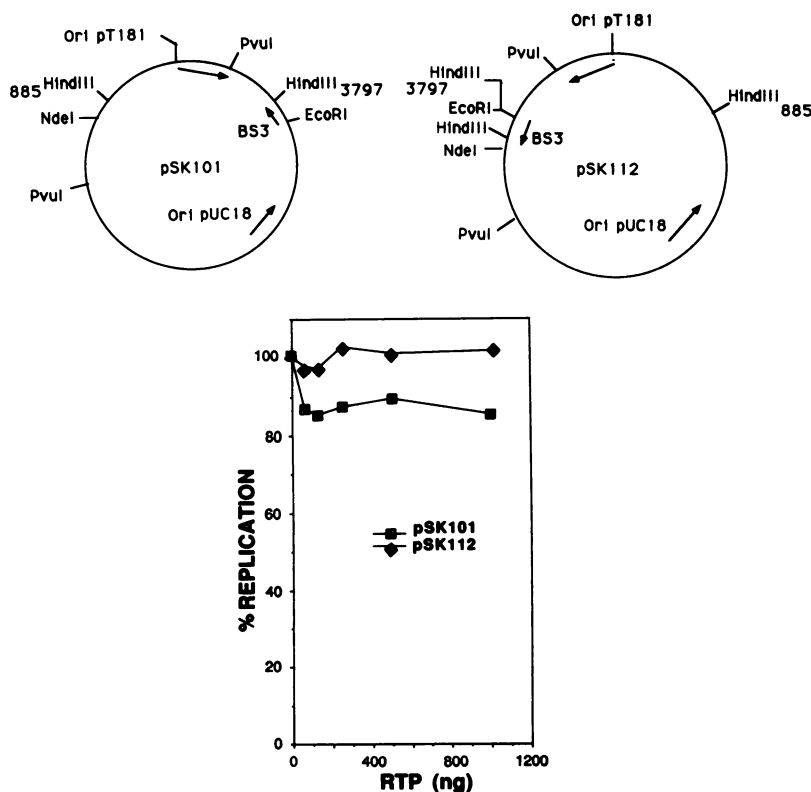 Ori pT181
PvuI
HindIII 3797
885 HindIII
EcoRI
NdeI
BS3
pSK101
PvuI
Ori pUC18
Ori pT181
PvuI
HindIII
3797
EcoRI
HindIII
NdeI
BS3
HindIII 885
pSK112
PvuI
Ori pUC18
100
80
60
40
20
0
% REPLICATION
pSK101
pSK112
0 400 800 1200
RTP (ng)